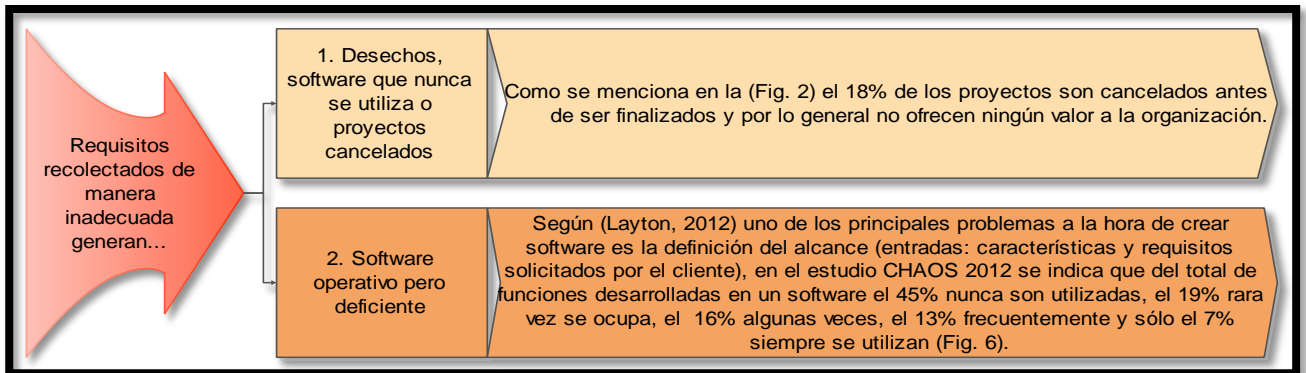 Requisitos
recolectados de
manera
inadecuada
generan…
1. Desechos,
software que nunca
se utiliza o
proyectos
cancelados
Como se menciona en la (Fig. 2) el 18% de los proyectos son cancelados antes
de ser finalizados y por lo general no ofrecen ningún valor a la organización.
2. Software
operativo pero
deficiente
Según (Layton, 2012) uno de los principales problemas a la hora de crear
software es la definición del alcance (entradas: características y requisitos
solicitados por el cliente), en el estudio CHAOS 2012 se indica que del total de
funciones desarrolladas en un software el 45% nunca son utilizadas, el 19% rara
vez se ocupa, el 16% algunas veces, el 13% frecuentemente y sólo el 7%
siempre se utilizan (Fig. 6).